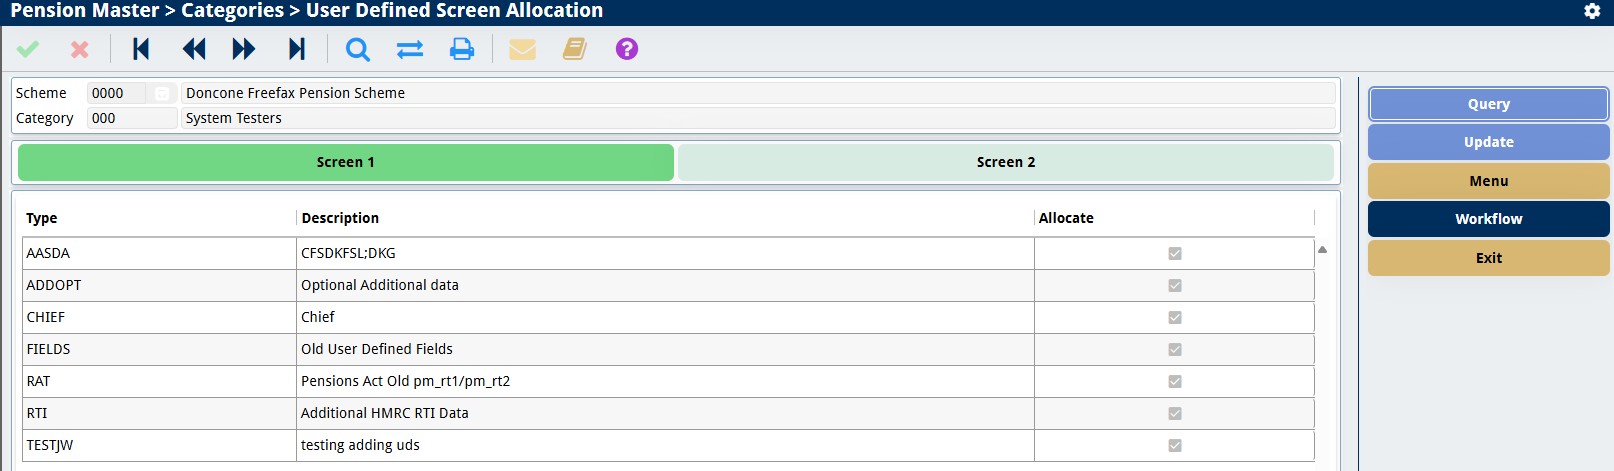 Pension Master > Categories > User Defined Screen Allocation
Scheme 0000 Doncone Freefax Pension Scheme
Category 000 System Testers
Screen 1 Screen 2
Type Description Allocate
AASDA CFSDKFSL;DKG
ADDOPT Optional Additional data
CHIEF Chief
FIELDS Old User Defined Fields
RAT Pensions Act Old pm_rt1/pm_rt2
RTI Additional HMRC RTI Data
TESTJW testing adding uds
Query
Update
Menu
Workflow
Exit